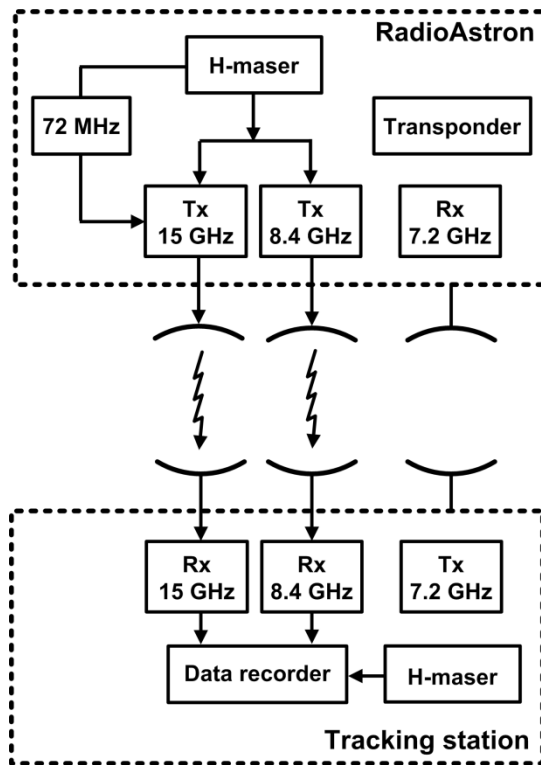 RadioAstron
H-maser
72 MHz
Transponder
Tx
15 GHz
Tx
8.4 GHz
Rx
7.2 GHz
Rx
15 GHz
Rx
8.4 GHz
Tx
7.2 GHz
Data recorder
H-maser
Tracking station